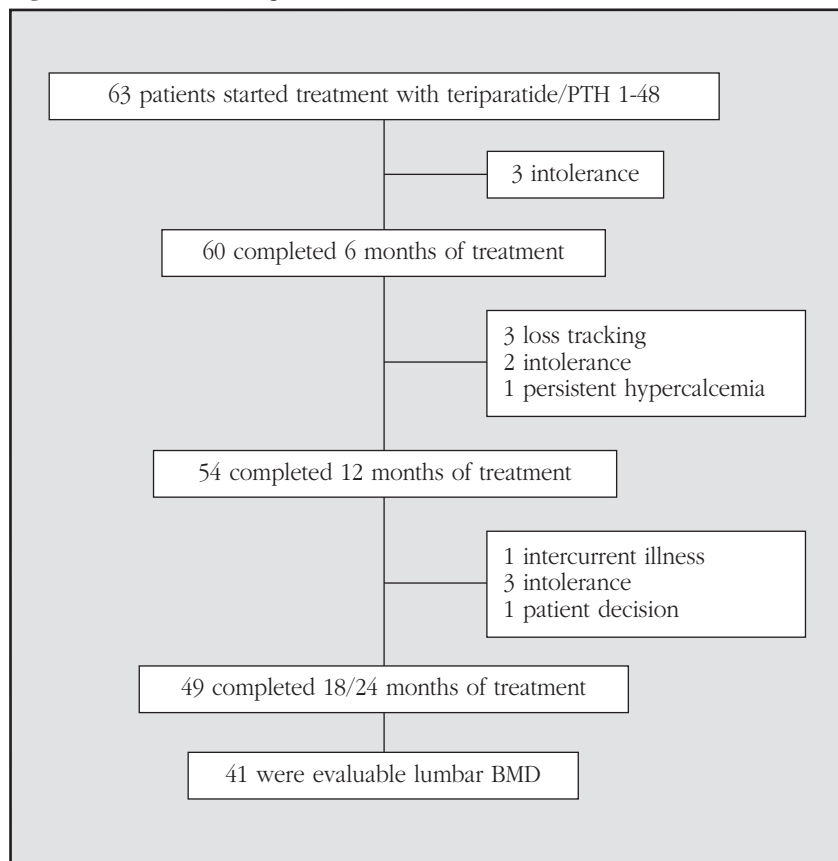 63 patients started treatment with teriparatide/PTH 1-48
3 intolerance
60 completed 6 months of treatment
3 loss tracking
2 intolerance
1 persistent hypercalcemia
54 completed 12 months of treatment
1 intercurrent illness
3 intolerance
1 patient decision
49 completed 18/24 months of treatment
41 were evaluable lumbar BMD